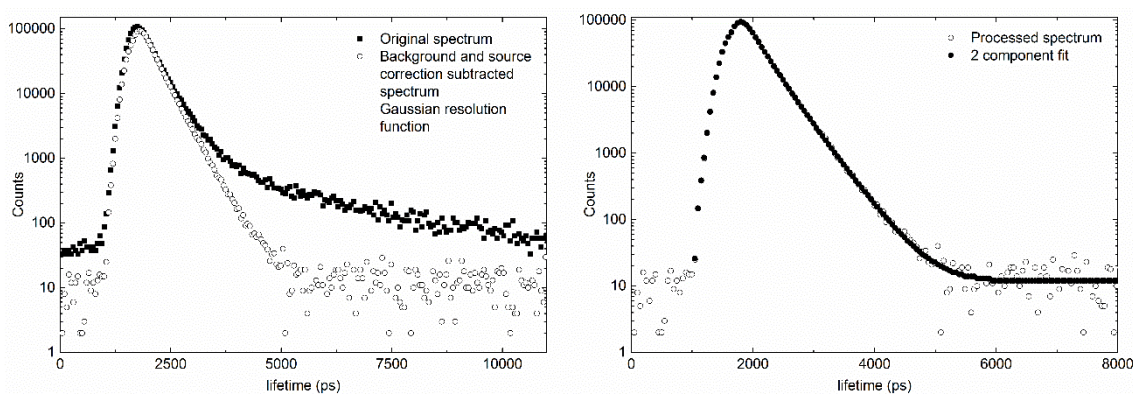 100000
10000
1000
100
10
1
Counts
0
2500
5000
7500
10000
lifetime (ps)
Original spectrum
Background and source
correction subtracted
spectrum
Gaussian resolution
function
100000
10000
1000
100
10
1
Counts
0
2000
4000
6000
8000
lifetime (ps)
Processed spectrum
2 component fit